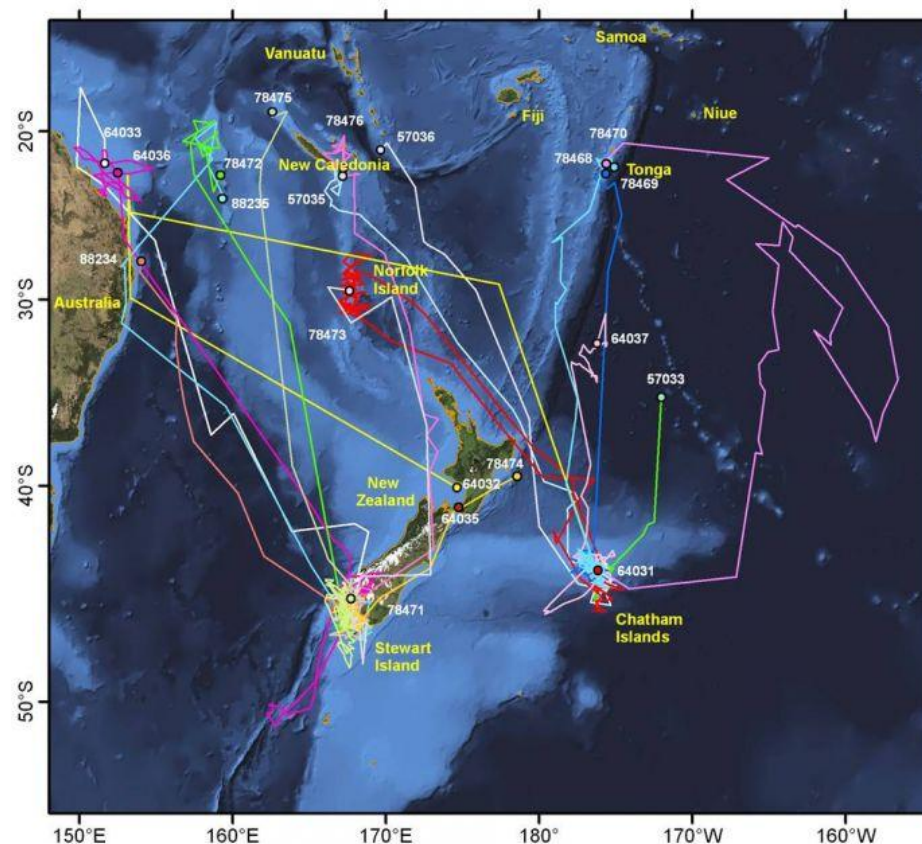 Samoa
Vanuatu
78475
78476
57036
Fiji
Niue
20°S
64033
64036
78472
New Caledonia
78470
78468
Tonga
78469
57035
88235
88234
Norfolk
Island
Australia
30°S
78473
64037
57033
78474
40°S
New
Zealand
64032
64035
64031
78471
Chatham
Islands
Stewart
Island
50°S
150°E
160°E
170°E
180°
170°W
160°W